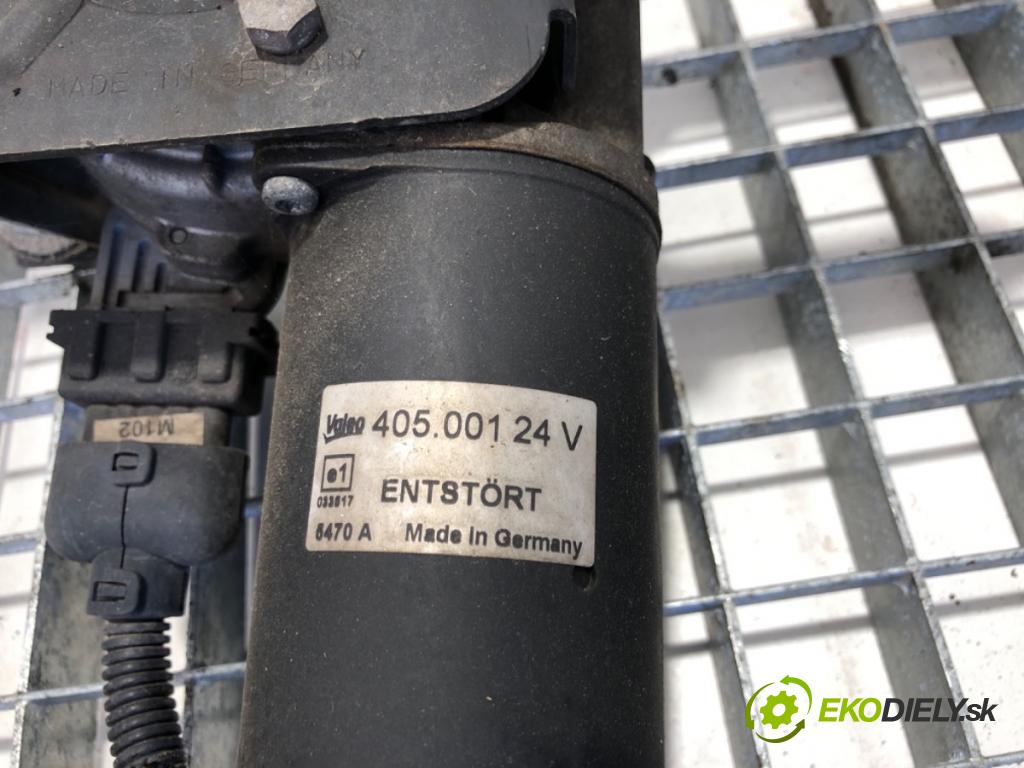 MADE IN GERMANY
Valeo 405.001 24 V
e1
033617
ENTSTÖRT
5470 A Made in Germany
M102
EKODIELY.sk